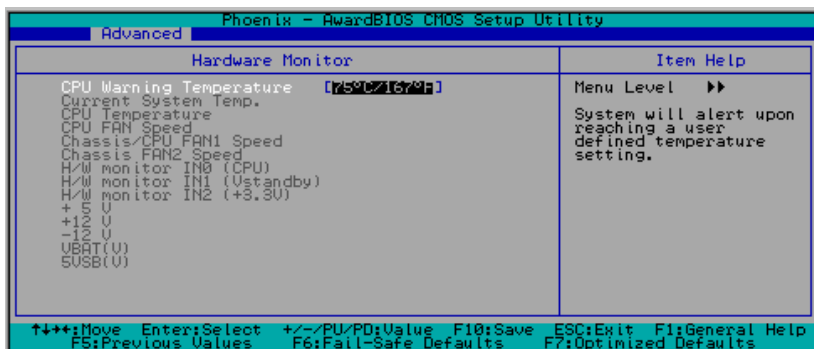 Phoenix - AwardBIOS CMOS Setup Utility
Advanced
Hardware Monitor
Item Help
CPU Warning Temperature [75°C/167°F]
Current System Temp.
CPU Temperature
CPU FAN Speed
Chassis/CPU FAN1 Speed
Chassis FAN2 Speed
H/W monitor IN0 (CPU)
H/W monitor IN1 (Vstandby)
H/W monitor IN2 (+3.3V)
+ 5 V
+12 V
-12 V
VBAT(V)
5VSB(V)
Menu Level ▶▶
System will alert upon
reaching a user
defined temperature
setting.
↑↓→←:Move Enter:Select +/-/PU/PD:Value F10:Save ESC:Exit F1:General Help
F5:Previous Values F6:Fail-Safe Defaults F7:Optimized Defaults